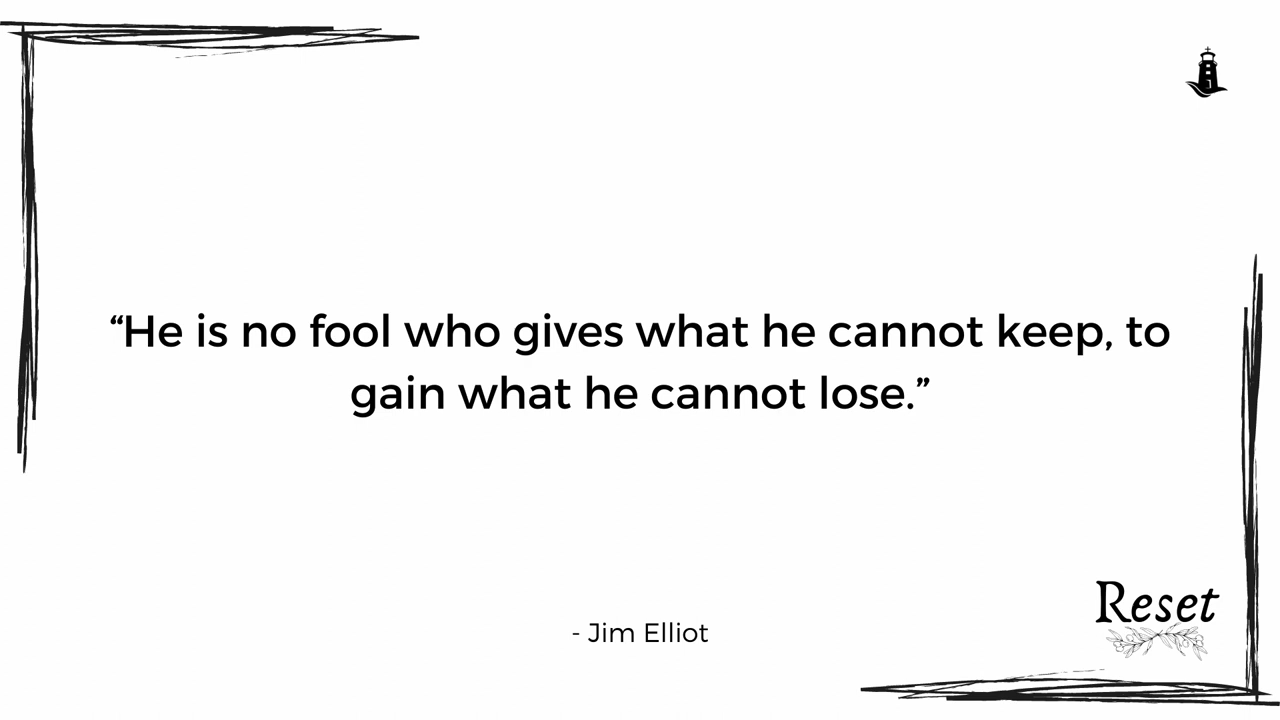 “He is no fool who gives what he cannot keep, to
gain what he cannot lose.”
- Jim Elliot
Reset